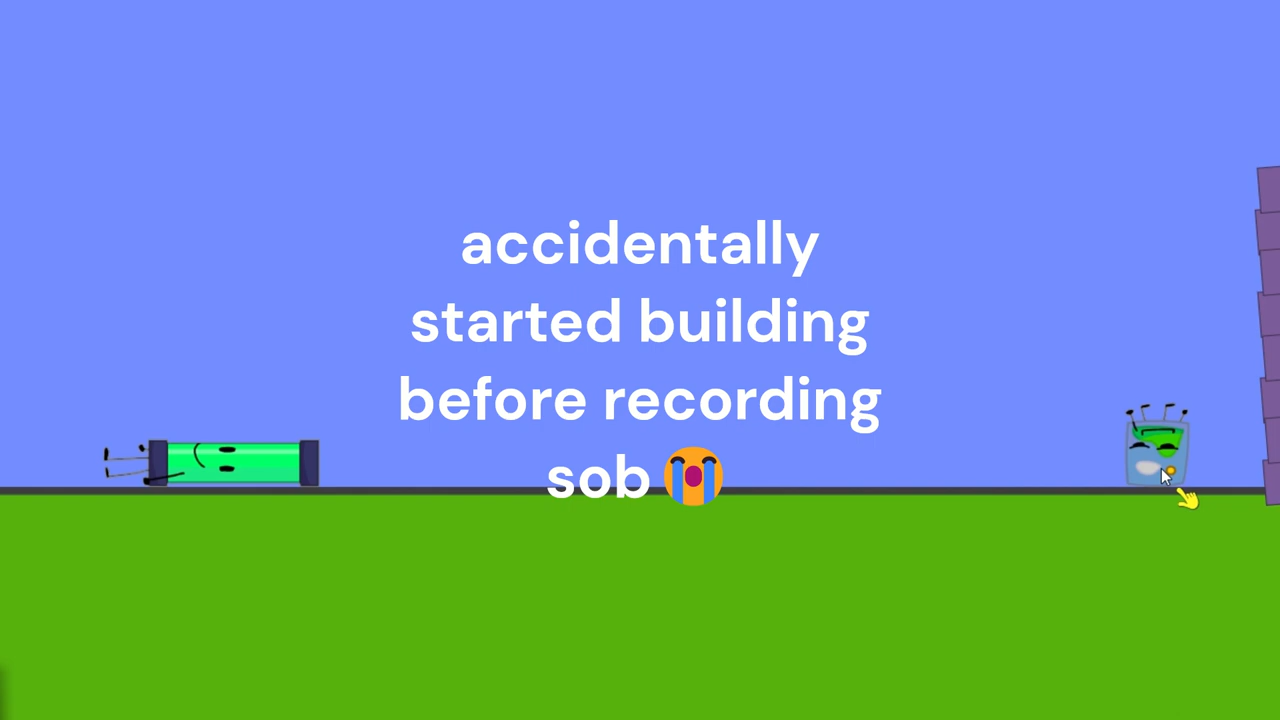 accidentally
started building
before recording
sob 😭